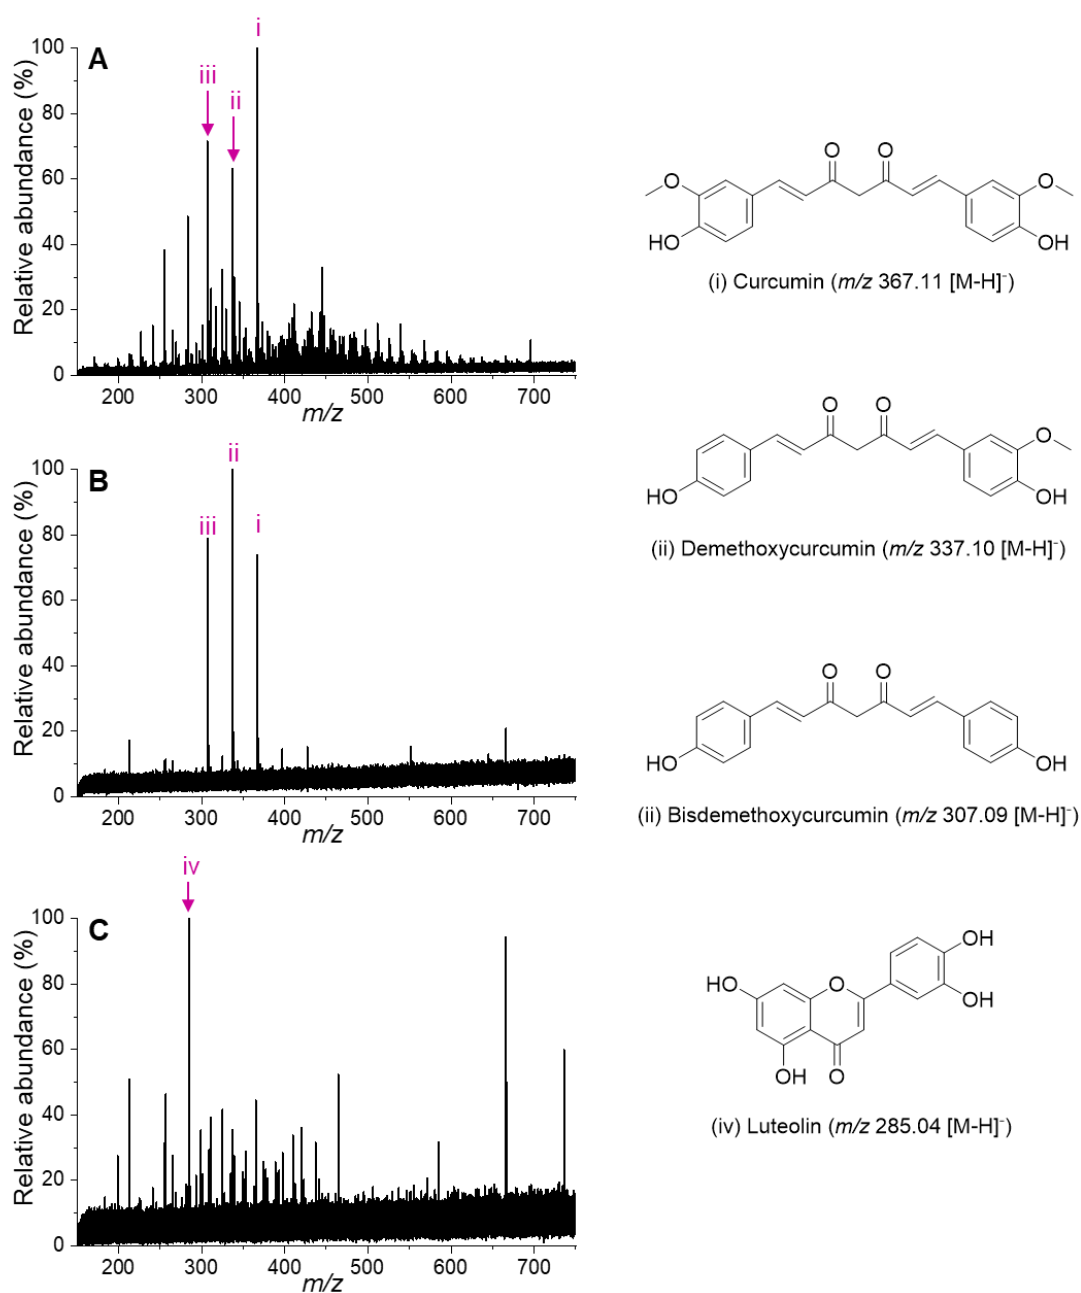 i
A
iii
ii
Relative abundance (%)
100
80
60
40
20
0
200 300 400 500 600 700
m/z
O O
O O
HO OH
(i) Curcumin (m/z 367.11 [M-H]⁻)
ii
B
iii
i
Relative abundance (%)
100
80
60
40
20
0
200 300 400 500 600 700
m/z
O O
O
HO OH
(ii) Demethoxycurcumin (m/z 337.10 [M-H]⁻)
O O
HO OH
(ii) Bisdemethoxycurcumin (m/z 307.09 [M-H]⁻)
iv
C
Relative abundance (%)
100
80
60
40
20
0
200 300 400 500 600 700
m/z
OH
HO O
OH
OH O
(iv) Luteolin (m/z 285.04 [M-H]⁻)